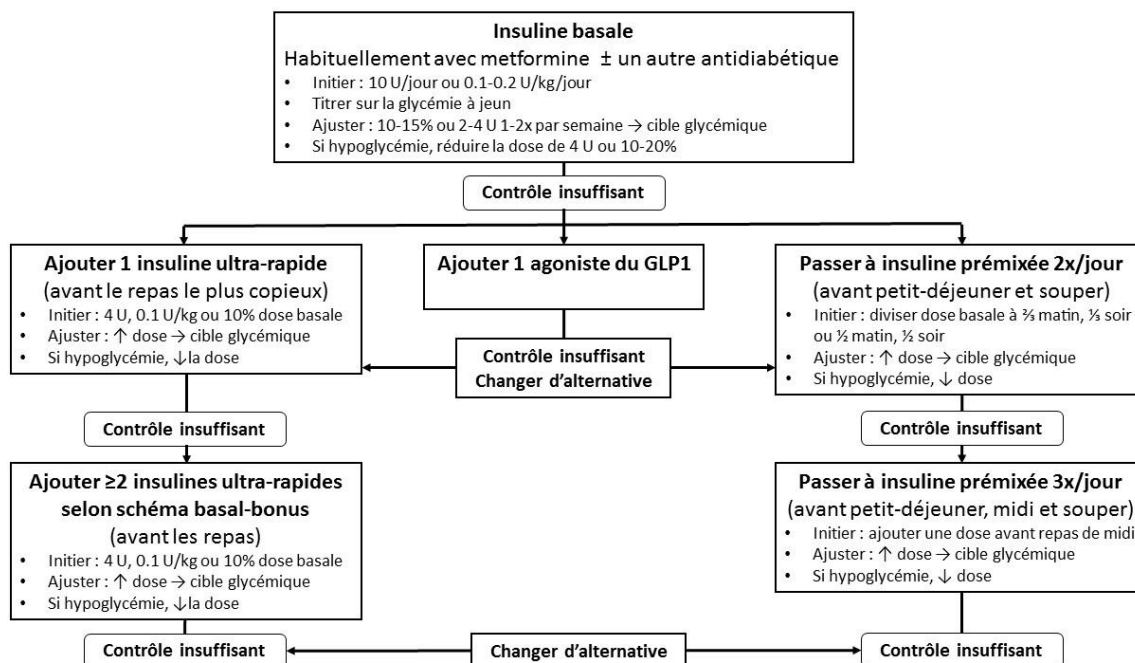 Insuline basale
Habituellement avec metformine ± un autre antidiabétique
• Initier : 10 U/jour ou 0.1-0.2 U/kg/jour
• Titrer sur la glycémie à jeun
• Ajuster : 10-15% ou 2-4 U 1-2x par semaine → cible glycémique
• Si hypoglycémie, réduire la dose de 4 U ou 10-20%
Contrôle insuffisant
Ajouter 1 insuline ultra-rapide
(avant le repas le plus copieux)
• Initier : 4 U, 0.1 U/kg ou 10% dose basale
• Ajuster : ↑ dose → cible glycémique
• Si hypoglycémie, ↓la dose
Ajouter 1 agoniste du GLP1
Passer à insuline prémixée 2x/jour
(avant petit-déjeuner et souper)
• Initier : diviser dose basale à ⅔ matin, ⅓ soir
ou ½ matin, ½ soir
• Ajuster : ↑ dose → cible glycémique
• Si hypoglycémie, ↓ dose
Contrôle insuffisant
Changer d'alternative
Contrôle insuffisant
Contrôle insuffisant
Ajouter ≥2 insulines ultra-rapides
selon schéma basal-bonus
(avant les repas)
• Initier : 4 U, 0.1 U/kg ou 10% dose basale
• Ajuster : ↑ dose → cible glycémique
• Si hypoglycémie, ↓la dose
Passer à insuline prémixée 3x/jour
(avant petit-déjeuner, midi et souper)
• Initier : ajouter une dose avant repas de midi
• Ajuster : ↑ dose → cible glycémique
• Si hypoglycémie, ↓ dose
Contrôle insuffisant
Changer d'alternative
Contrôle insuffisant